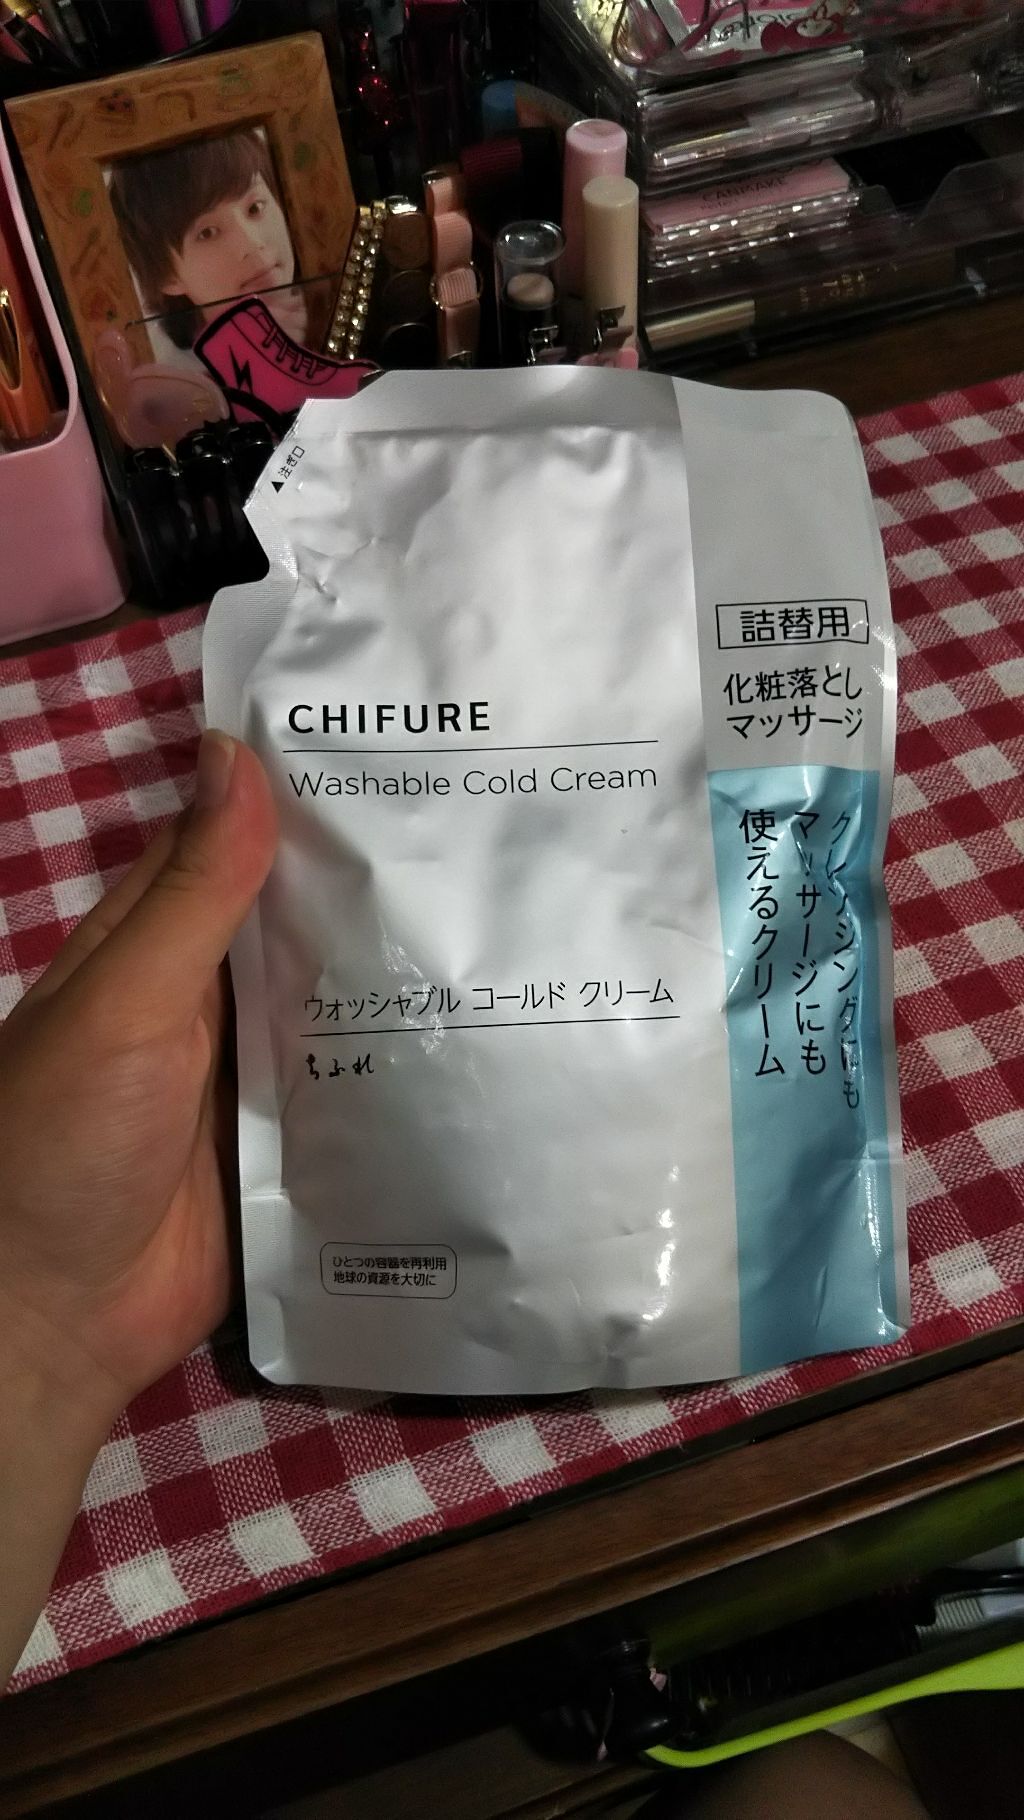 CANMAKE
▲注ぎ口
詰替用
化粧落とし
マッサージ
CHIFURE
Washable Cold Cream
クレンジングにも
マッサージにも
使えるクリーム
ウォッシャブル コールド クリーム
ちふれ
ひとつの容器を再利用
地球の資源を大切に